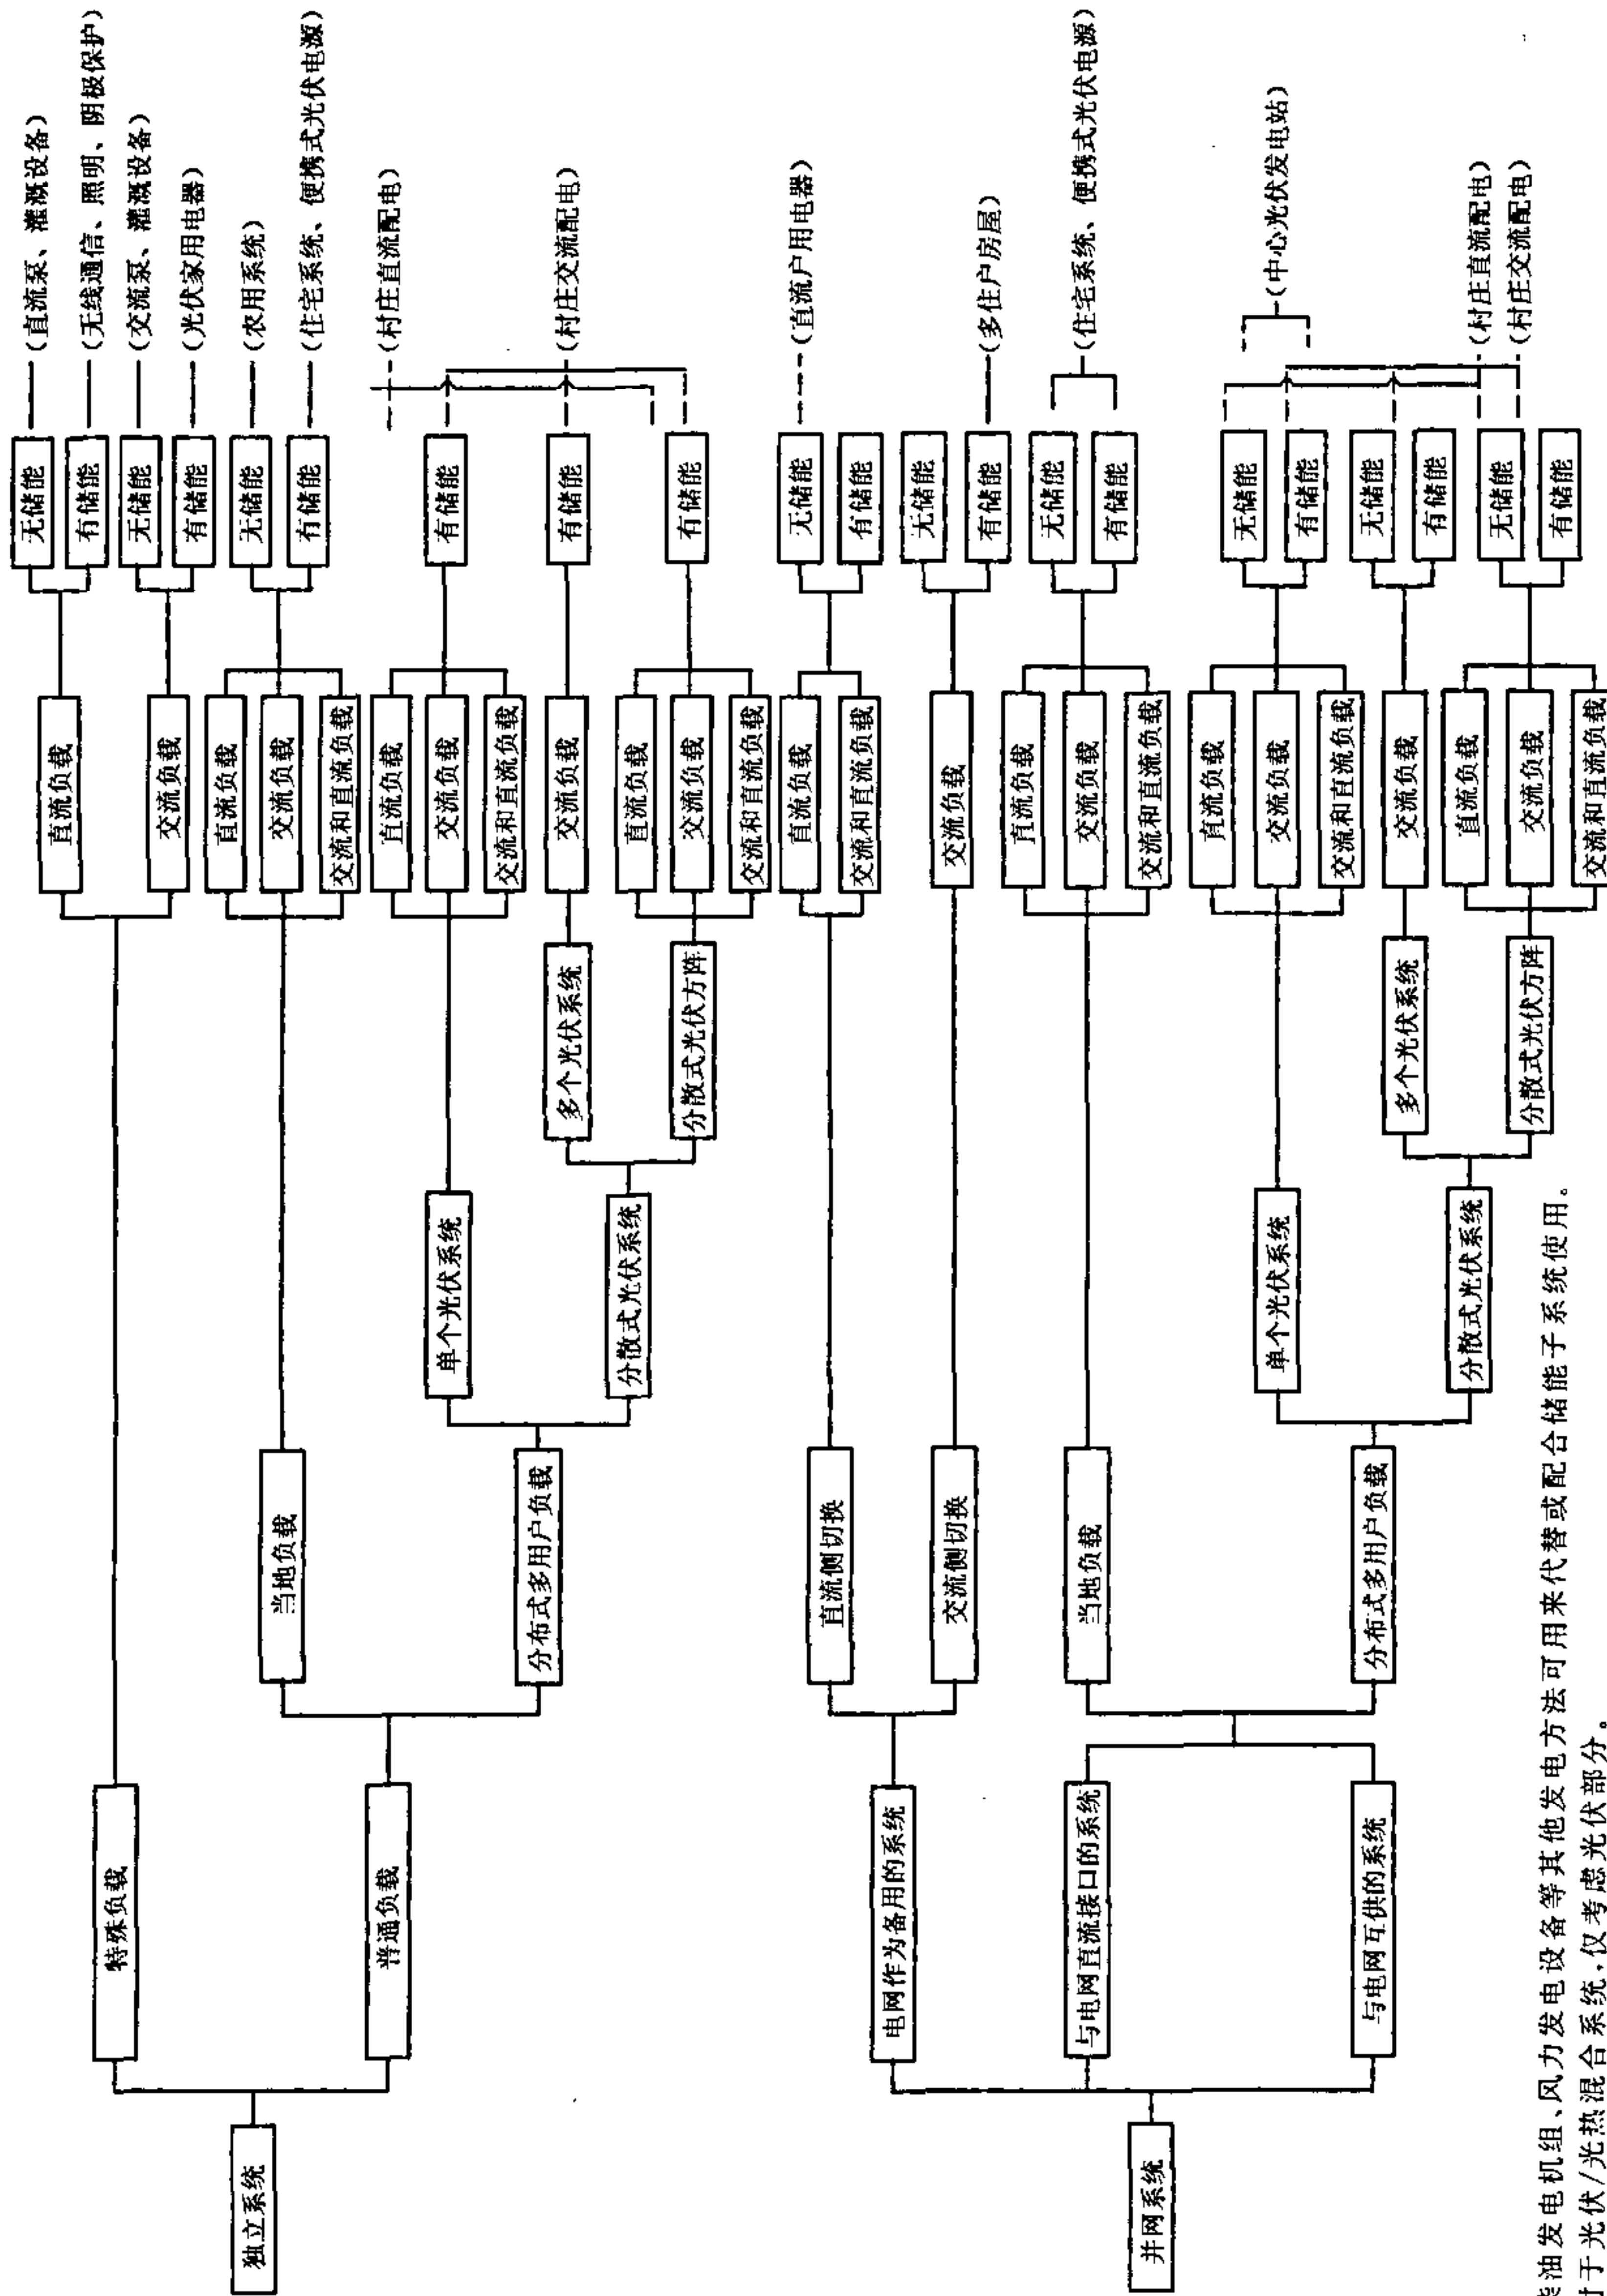 独立系统
特殊负载
普通负载
当地负载
分布式多用户负载
单个光伏系统
分散式光伏系统
多个光伏系统
分散式光伏方阵
直流负载
交流负载
直流负载
交流负载
交流和直流负载
直流负载
交流负载
交流和直流负载
交流负载
直流负载
交流负载
交流和直流负载
无储能
有储能
无储能
有储能
无储能
有储能
有储能
有储能
有储能
(直流泵、灌溉设备)
(无线通信、照明、阴极保护)
(交流泵、灌溉设备)
(光伏家用电器)
(农用系统)
(住宅系统、便携式光伏电源)
(村庄直流配电)
(村庄交流配电)
并网系统
电网作为备用的系统
与电网直流接口的系统
与电网互供的系统
直流侧切换
交流侧切换
当地负载
分布式多用户负载
单个光伏系统
分散式光伏系统
多个光伏系统
分散式光伏方阵
直流负载
交流和直流负载
交流负载
直流负载
交流负载
交流和直流负载
直流负载
交流负载
交流和直流负载
交流负载
直流负载
交流负载
交流和直流负载
无储能
有储能
无储能
有储能
无储能
有储能
无储能
有储能
无储能
有储能
无储能
有储能
(直流户用电器)
(多住户房屋)
(住宅系统、便携式光伏电源)
(中心光伏发电站)
(村庄直流配电)
(村庄交流配电)
柴油发电机组、风力发电设备等其他发电方法可用来代替或配合储能子系统使用。
对于光伏/光热混合系统,仅考虑光伏部分。